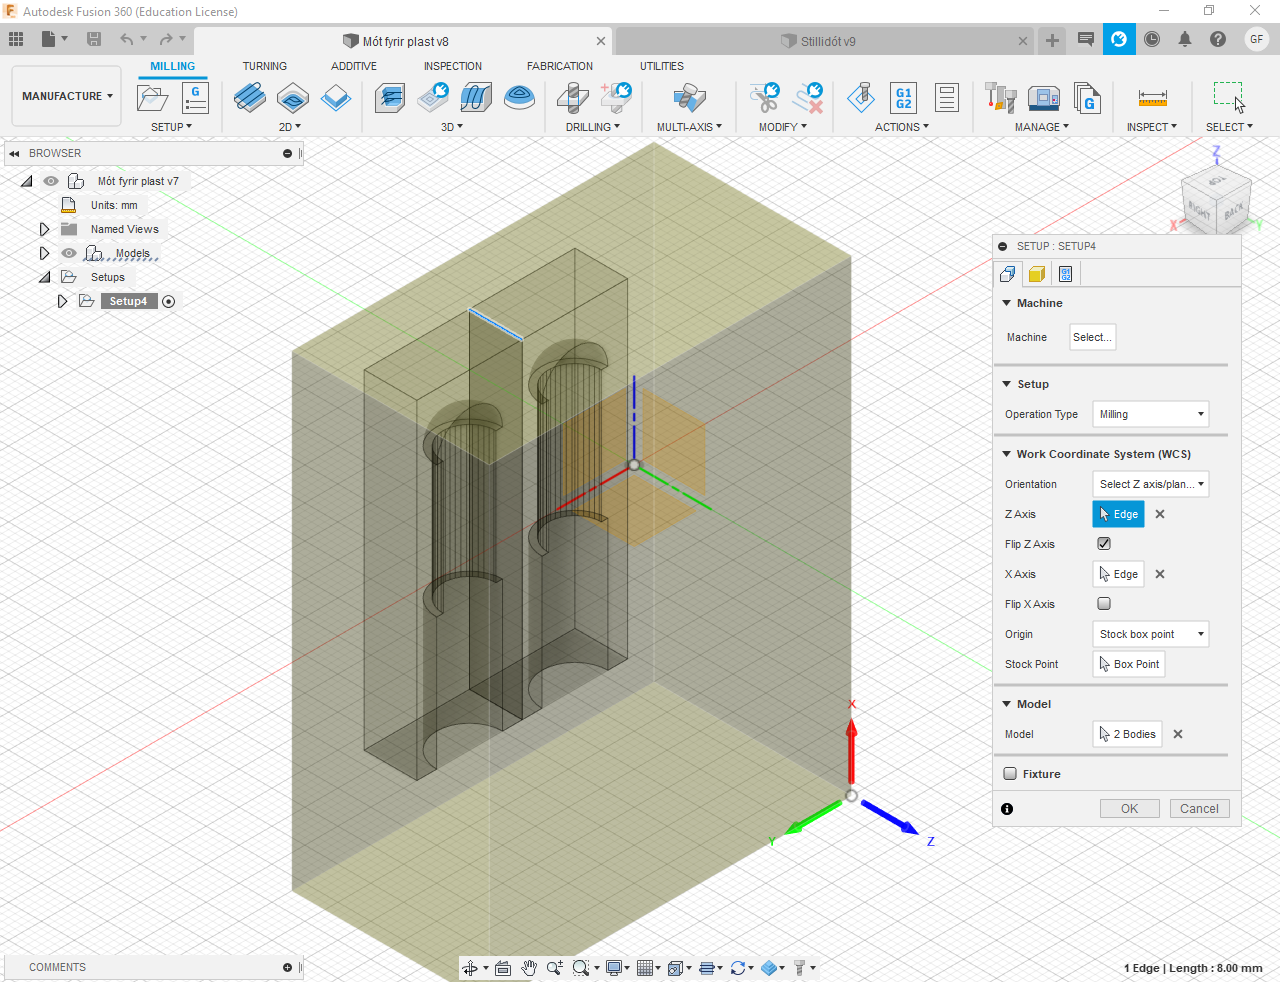 Autodesk Fusion 360 (Education License)
Mót fyrir plast v8
Stillidót v9
GF
MILLING TURNING ADDITIVE INSPECTION FABRICATION UTILITIES
MANUFACTURE
SETUP 2D 3D DRILLING MULTI-AXIS MODIFY ACTIONS MANAGE INSPECT SELECT
BROWSER
Mót fyrir plast v7
Units: mm
Named Views
Models
Setups
Setup4
Z
RIGHT BACK
X Y
SETUP : SETUP4
Machine
Machine Select...
Setup
Operation Type Milling
Work Coordinate System (WCS)
Orientation Select Z axis/plan...
Z Axis Edge
Flip Z Axis
X Axis Edge
Flip X Axis
Origin Stock box point
Stock Point Box Point
Model
Model 2 Bodies
Fixture
OK Cancel
X
Y
Z
COMMENTS
1 Edge | Length : 8.00 mm